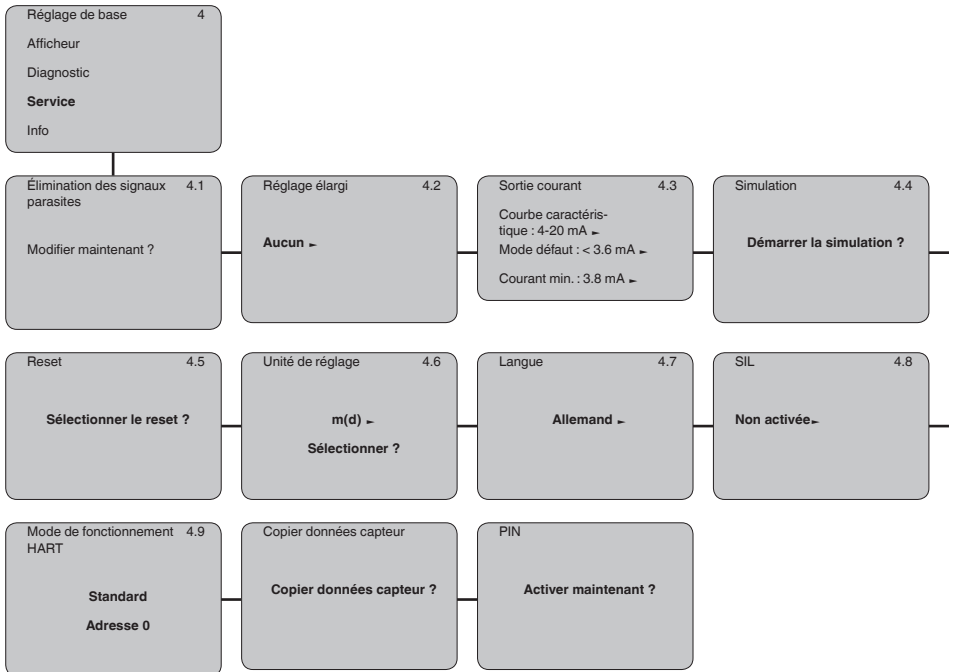 Réglage de base 4
Afficheur
Diagnostic
Service
Info
Élimination des signaux 4.1
parasites
Modifier maintenant ?
Réglage élargi 4.2
Aucun ►
Sortie courant 4.3
Courbe caractéris-
tique : 4-20 mA ►
Mode défaut : < 3.6 mA ►
Courant min. : 3.8 mA ►
Simulation 4.4
Démarrer la simulation ?
Reset 4.5
Sélectionner le reset ?
Unité de réglage 4.6
m(d) ►
Sélectionner ?
Langue 4.7
Allemand ►
SIL 4.8
Non activée►
Mode de fonctionnement 4.9
HART
Standard
Adresse 0
Copier données capteur
Copier données capteur ?
PIN
Activer maintenant ?